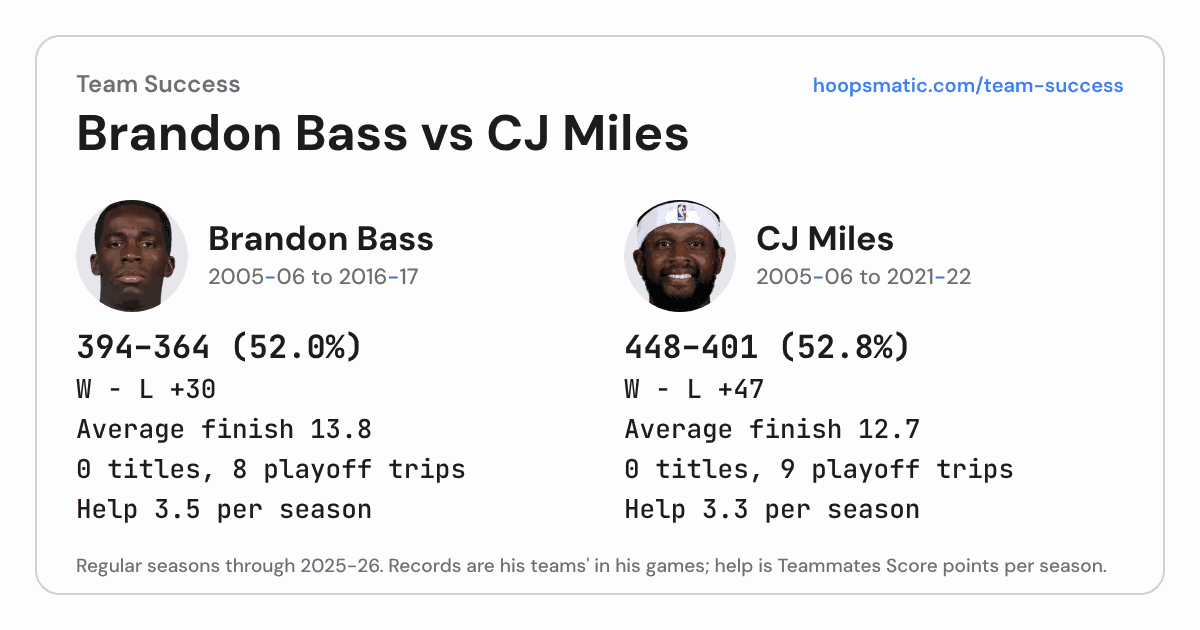 Team Success
hoopsmatic.com/team-success
Brandon Bass vs CJ Miles
Brandon Bass
2005-06 to 2016-17
394-364 (52.0%)
W - L +30
Average finish 13.8
0 titles, 8 playoff trips
Help 3.5 per season
CJ Miles
2005-06 to 2021-22
448-401 (52.8%)
W - L +47
Average finish 12.7
0 titles, 9 playoff trips
Help 3.3 per season
Regular seasons through 2025-26. Records are his teams' in his games; help is Teammates Score points per season.